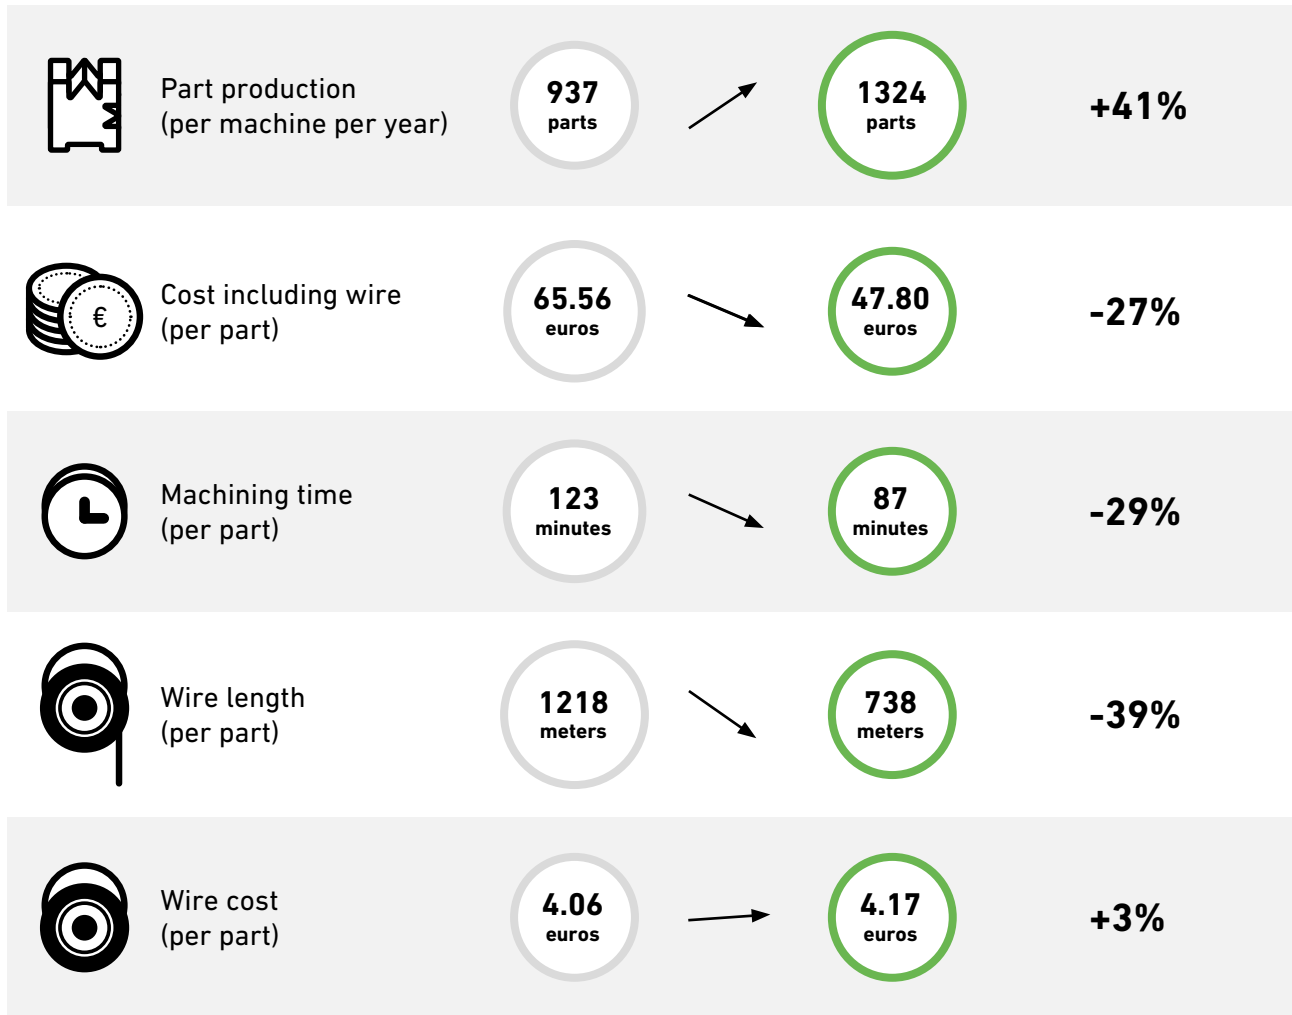 Part production
(per machine per year)
937
parts
1324
parts
+41%
Cost including wire
(per part)
65.56
euros
47.80
euros
-27%
€
Machining time
(per part)
123
minutes
87
minutes
-29%
Wire length
(per part)
1218
meters
738
meters
-39%
Wire cost
(per part)
4.06
euros
4.17
euros
+3%